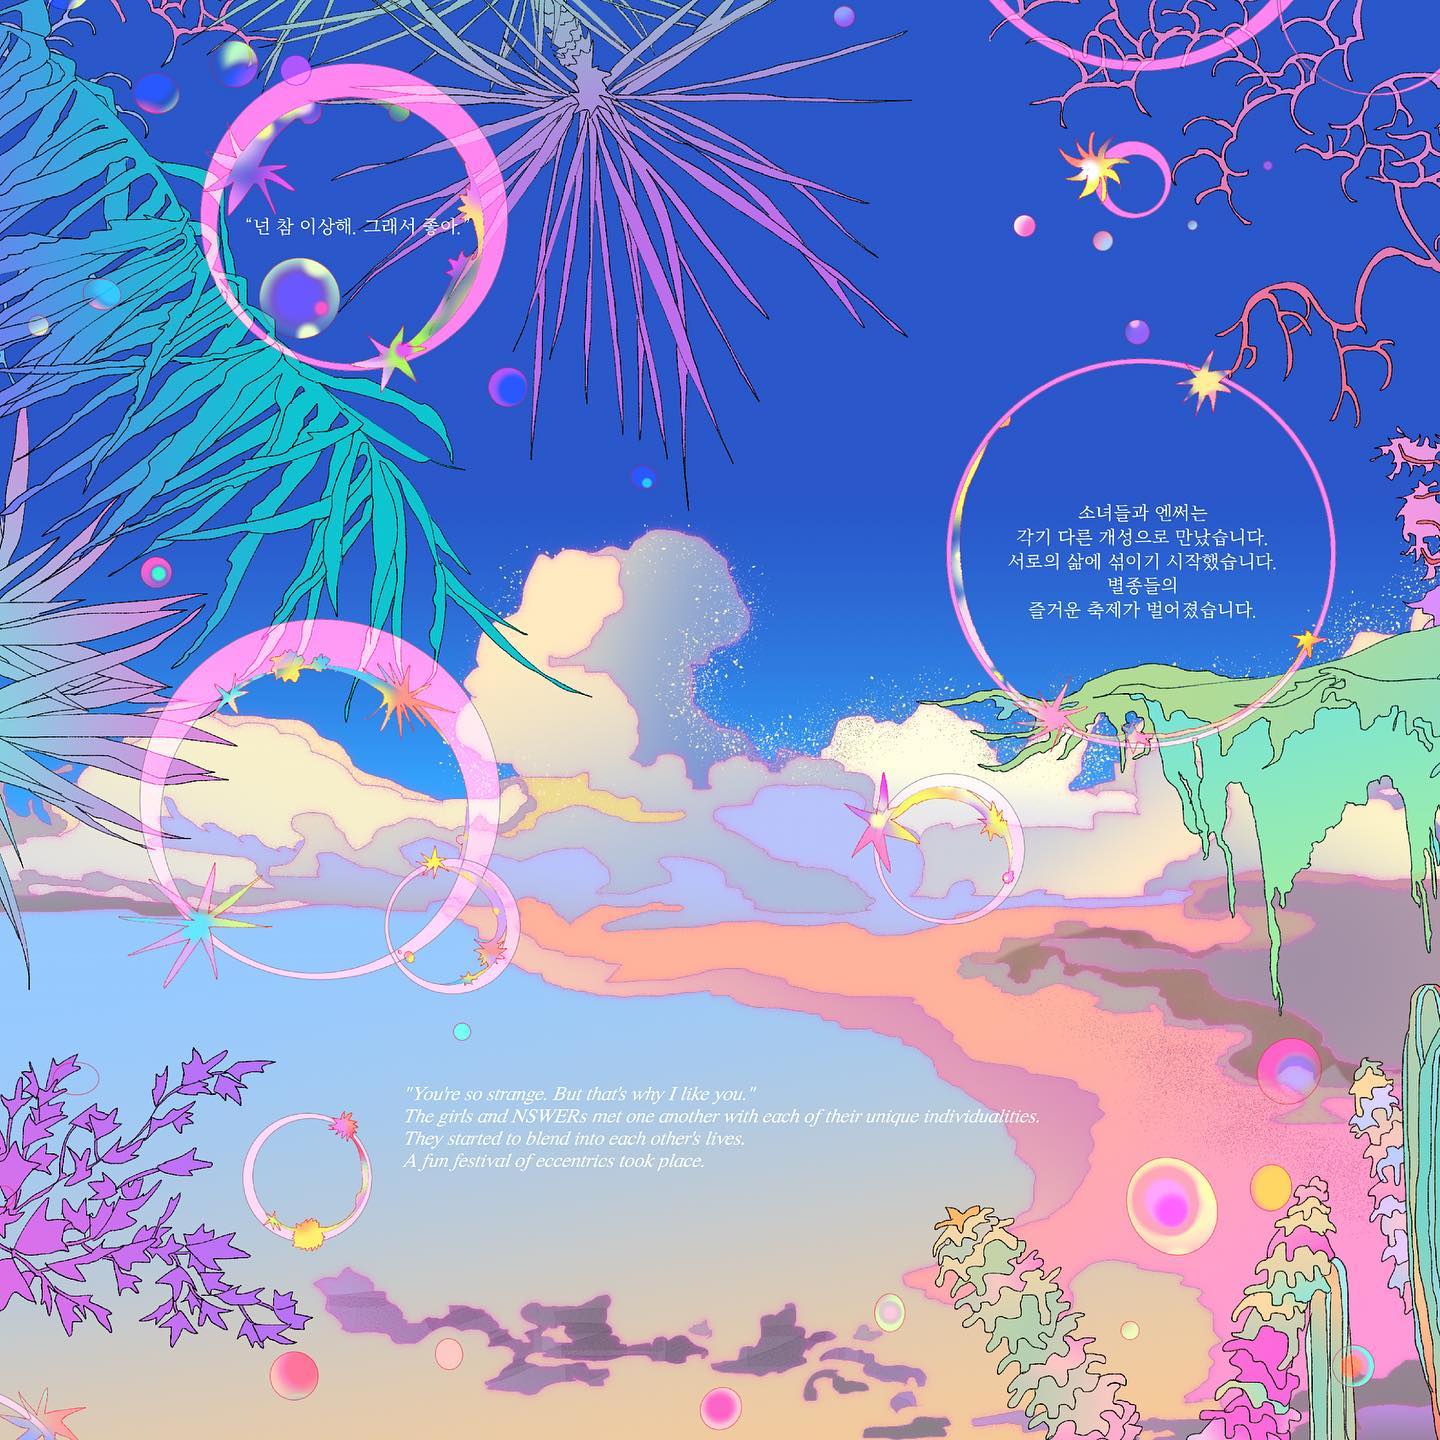 “넌 참 이상해. 그래서 좋아.”
소녀들과 엔써는
각기 다른 개성으로 만났습니다.
서로의 삶에 섞이기 시작했습니다.
별종들의
즐거운 축제가 벌어졌습니다.
"You're so strange. But that's why I like you."
The girls and NSWERs met one another with each of their unique individualities.
They started to blend into each other's lives.
A fun festival of eccentrics took place.